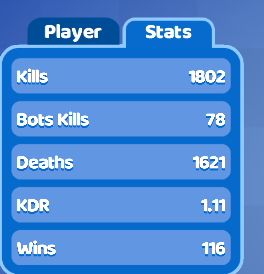 Player Stats
Kills 1802
Bots Kills 78
Deaths 1621
KDR 1.11
Wins 116